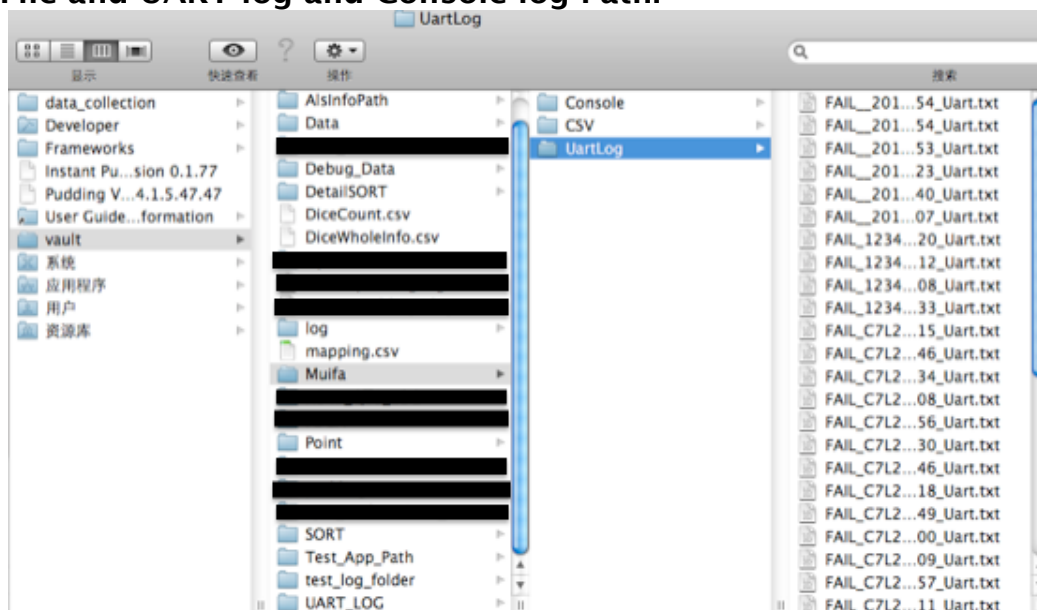 File and UART log and Console log Path:
UartLog
显示
快速查看
操作
搜索
data_collection
Developer
Frameworks
Instant Pu...sion 0.1.77
Pudding V...4.1.5.47.47
User Guide...formation
vault
系统
应用程序
用户
资源库
AlsInfoPath
Data
Debug_Data
DetailSORT
DiceCount.csv
DiceWholeInfo.csv
log
mapping.csv
Muifa
Point
SORT
Test_App_Path
test_log_folder
UART_LOG
Console
CSV
UartLog
FAIL__201...54_Uart.txt
FAIL__201...54_Uart.txt
FAIL__201...53_Uart.txt
FAIL__201...23_Uart.txt
FAIL__201...40_Uart.txt
FAIL__201...07_Uart.txt
FAIL_1234...20_Uart.txt
FAIL_1234...12_Uart.txt
FAIL_1234...08_Uart.txt
FAIL_1234...33_Uart.txt
FAIL_C7L2...15_Uart.txt
FAIL_C7L2...46_Uart.txt
FAIL_C7L2...34_Uart.txt
FAIL_C7L2...08_Uart.txt
FAIL_C7L2...56_Uart.txt
FAIL_C7L2...30_Uart.txt
FAIL_C7L2...46_Uart.txt
FAIL_C7L2...18_Uart.txt
FAIL_C7L2...49_Uart.txt
FAIL_C7L2...00_Uart.txt
FAIL_C7L2...09_Uart.txt
FAIL_C7L2...57_Uart.txt
FAIL_C7L2...11_Uart.txt